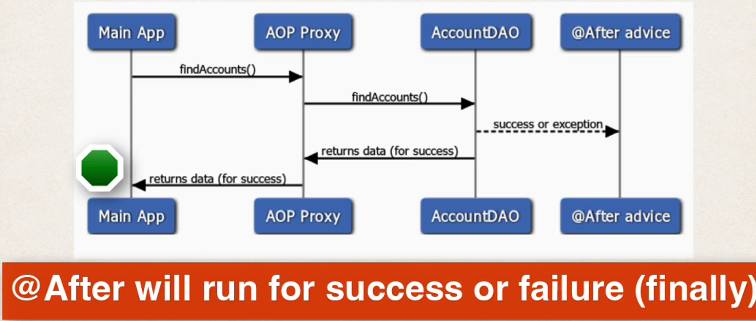 Main App AOP Proxy AccountDAO @After advice
findAccounts()
findAccounts()
success or exception
returns data (for success)
returns data (for success)
Main App AOP Proxy AccountDAO @After advice
@After will run for success or failure (finally)